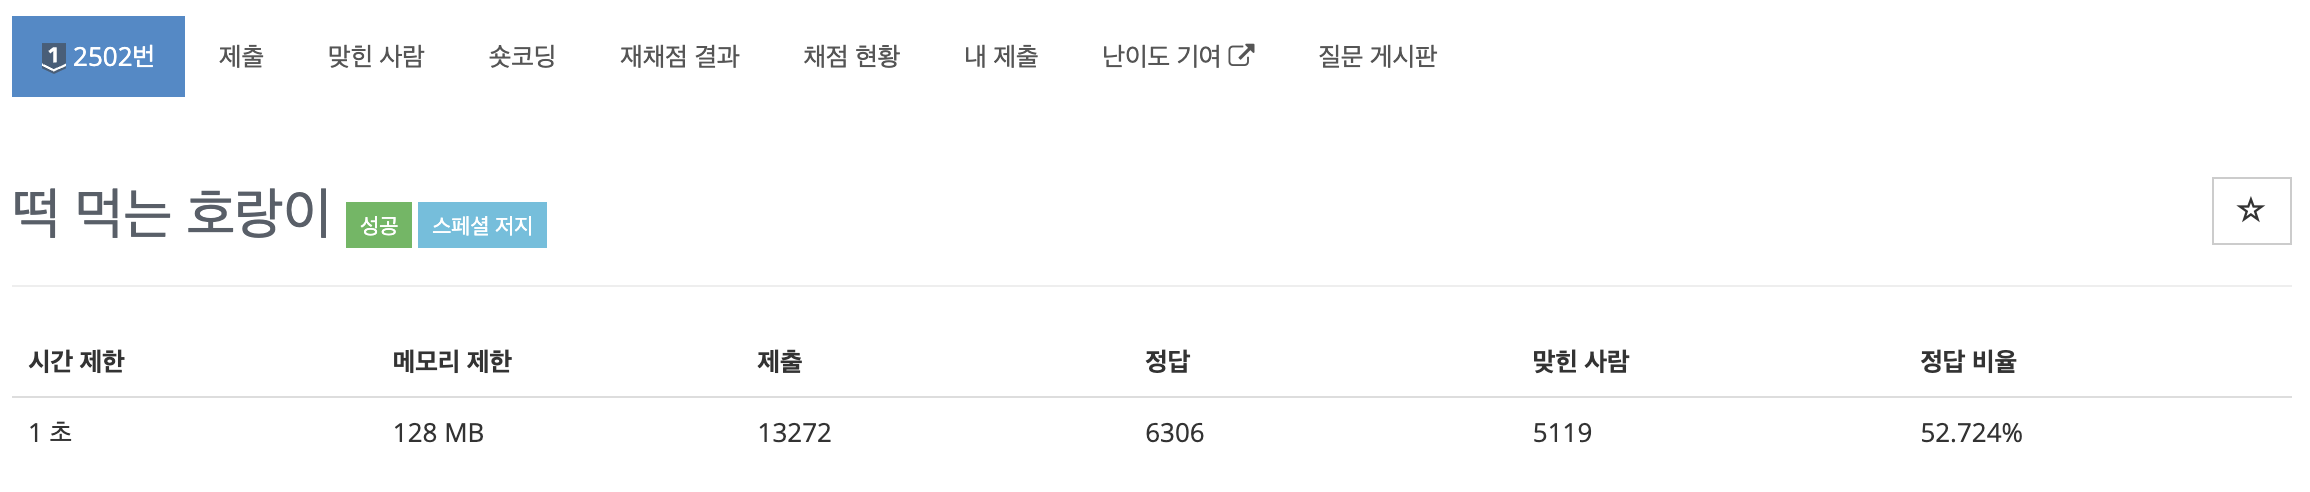 1 2502번 제출 맞힌 사람 숏코딩 재채점 결과 채점 현황 내 제출 난이도 기여 질문 게시판
떡 먹는 호랑이 성공 스페셜 저지
시간 제한 메모리 제한 제출 정답 맞힌 사람 정답 비율
1 초 128 MB 13272 6306 5119 52.724%